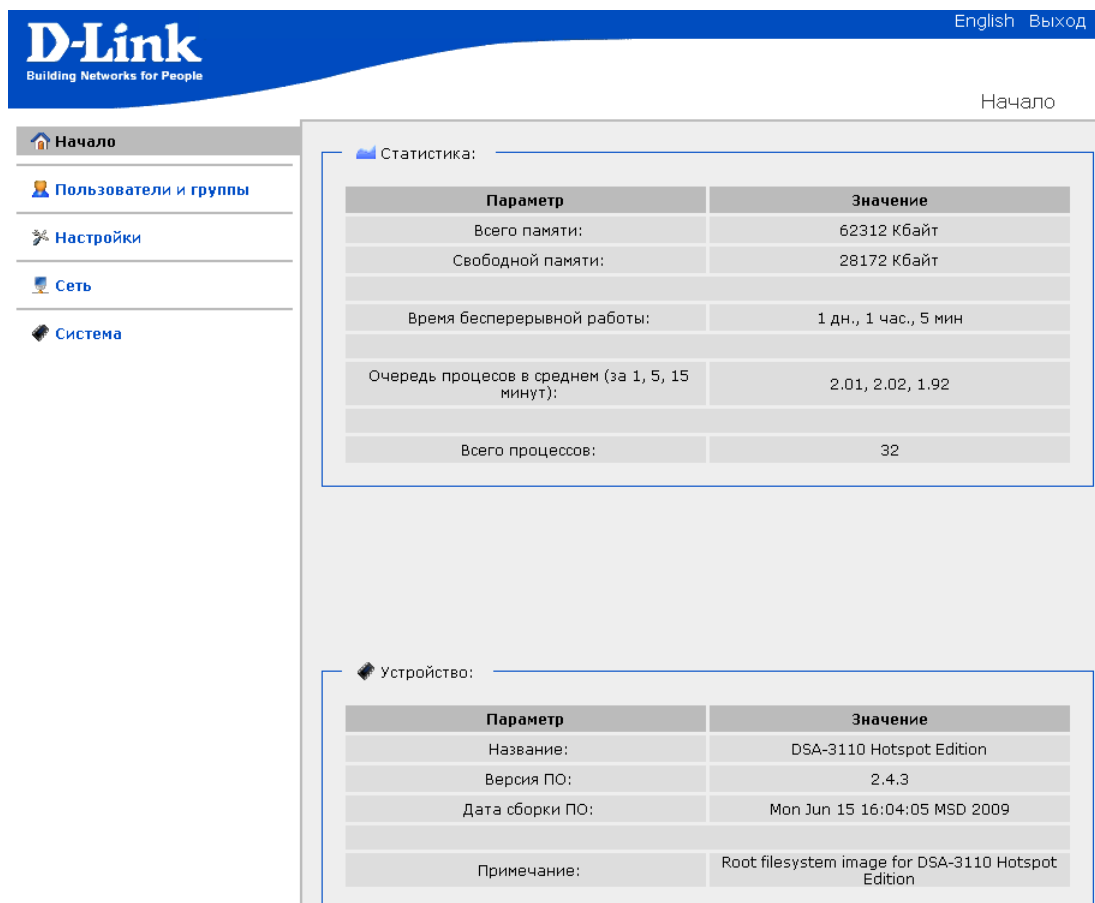 English Выход
D-Link
Building Networks for People
Начало
Начало
Пользователи и группы
Настройки
Сеть
Система
Статистика:
Параметр Значение
Всего памяти: 62312 Кбайт
Свободной памяти: 28172 Кбайт
Время бесперерывной работы: 1 дн., 1 час., 5 мин
Очередь процесов в среднем (за 1, 5, 15
минут): 2.01, 2.02, 1.92
Всего процессов: 32
Устройство:
Параметр Значение
Название: DSA-3110 Hotspot Edition
Версия ПО: 2.4.3
Дата сборки ПО: Mon Jun 15 16:04:05 MSD 2009
Примечание: Root filesystem image for DSA-3110 Hotspot
Edition